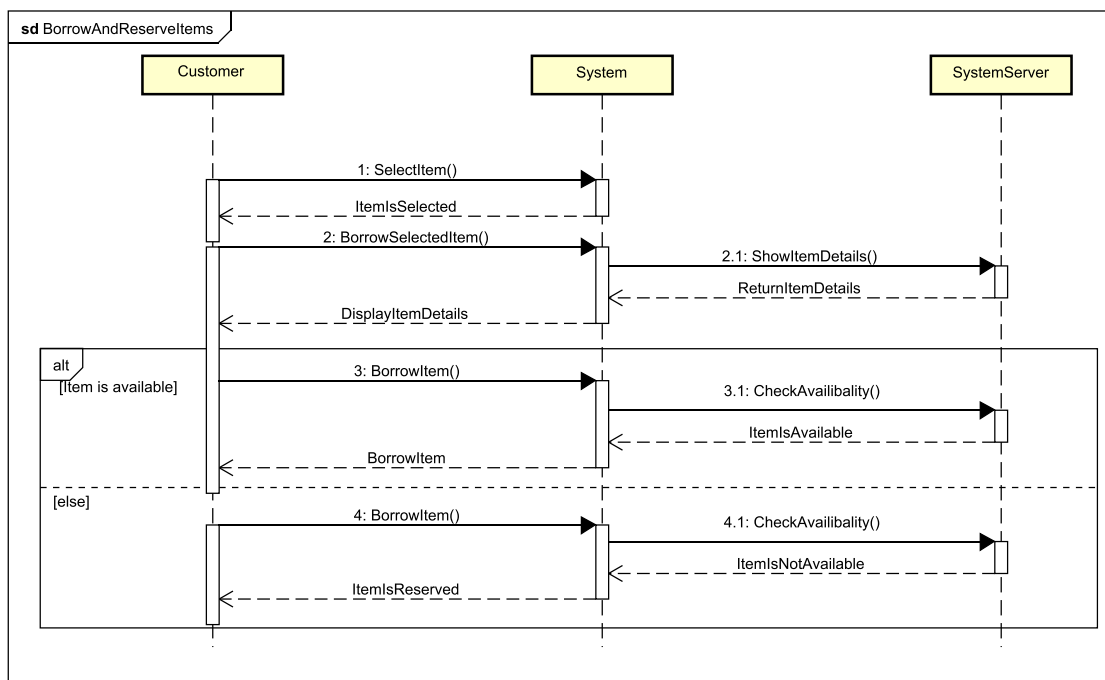 sd BorrowAndReserveItems
Customer
System
SystemServer
1: SelectItem()
ItemIsSelected
2: BorrowSelectedItem()
2.1: ShowItemDetails()
ReturnItemDetails
DisplayItemDetails
alt
[Item is available]
3: BorrowItem()
3.1: CheckAvailibality()
ItemIsAvailable
BorrowItem
[else]
4: BorrowItem()
4.1: CheckAvailibality()
ItemIsNotAvailable
ItemIsReserved